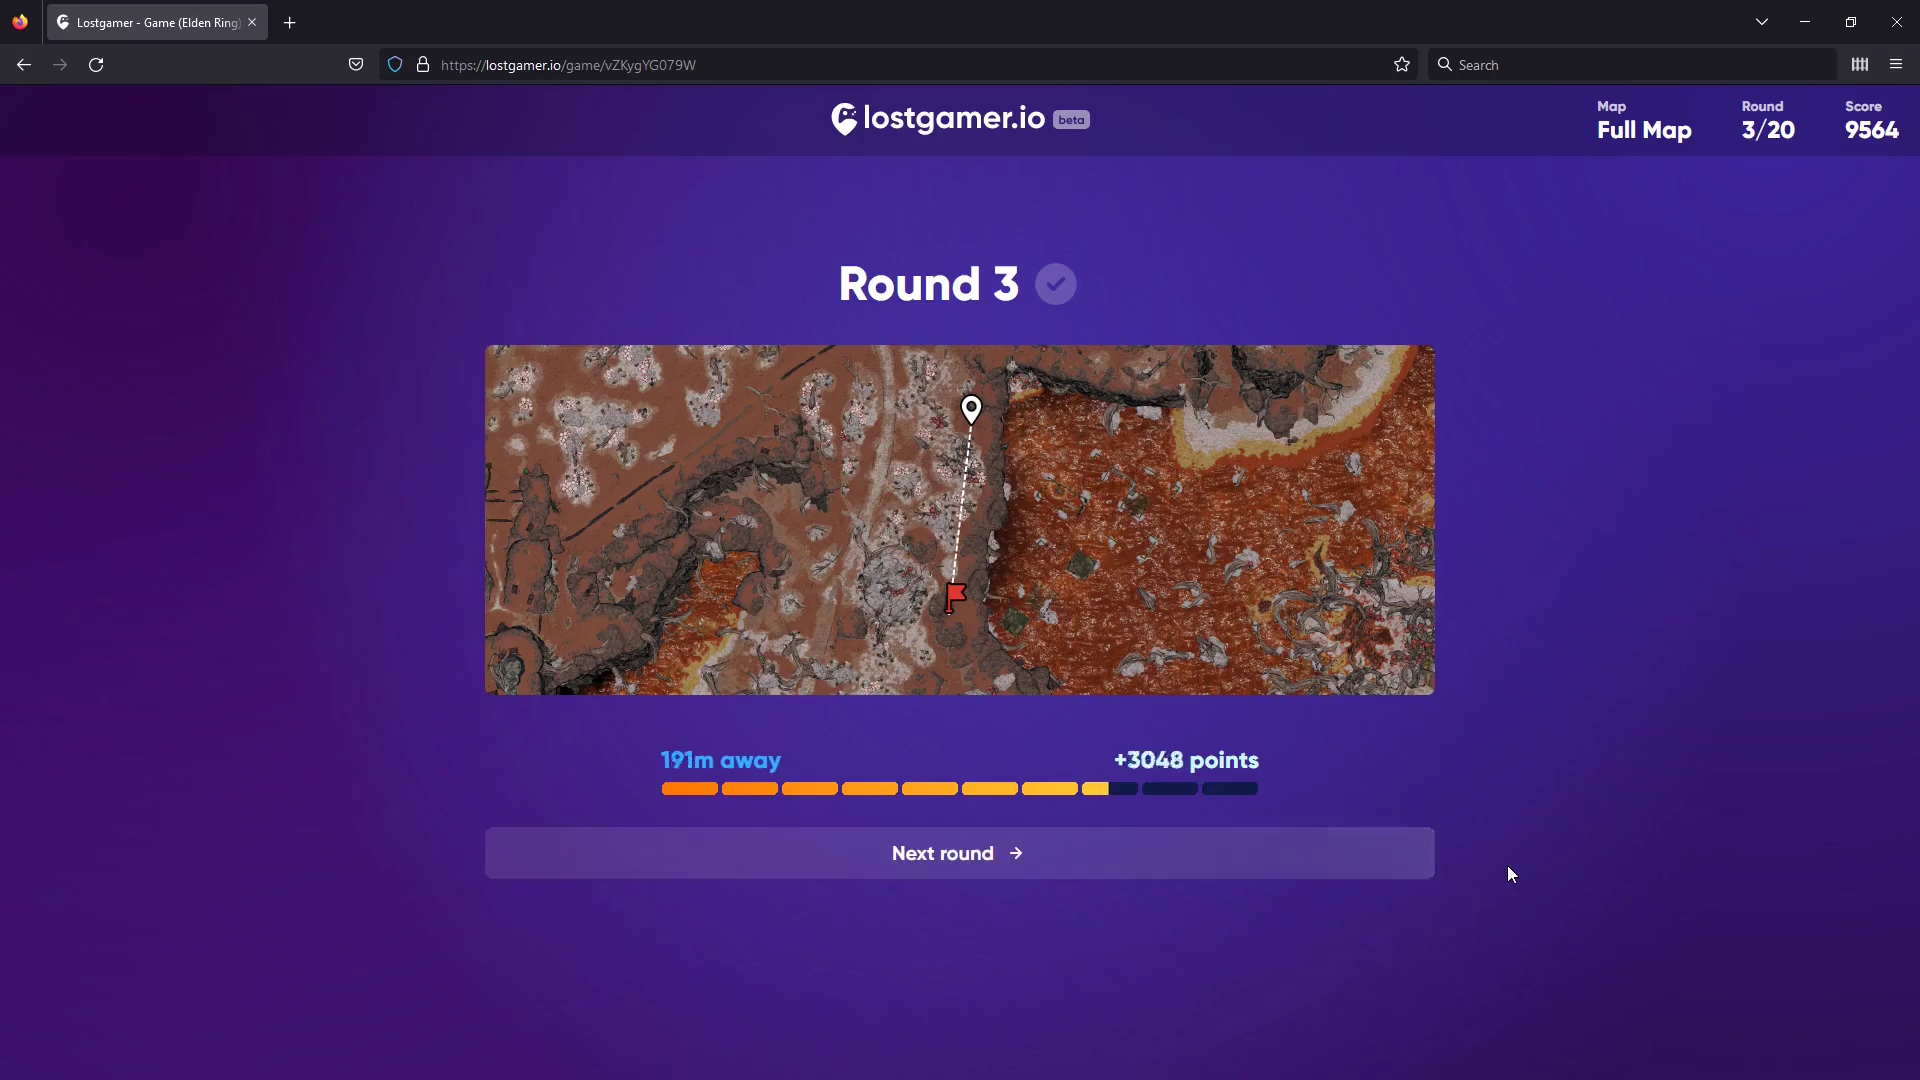 Lostgamer - Game (Elden Ring)
https://lostgamer.io/game/vZKygYG079W
Search
lostgamer.io beta
Map
Full Map
Round
3/20
Score
9564
Round 3
191m away
+3048 points
Next round →